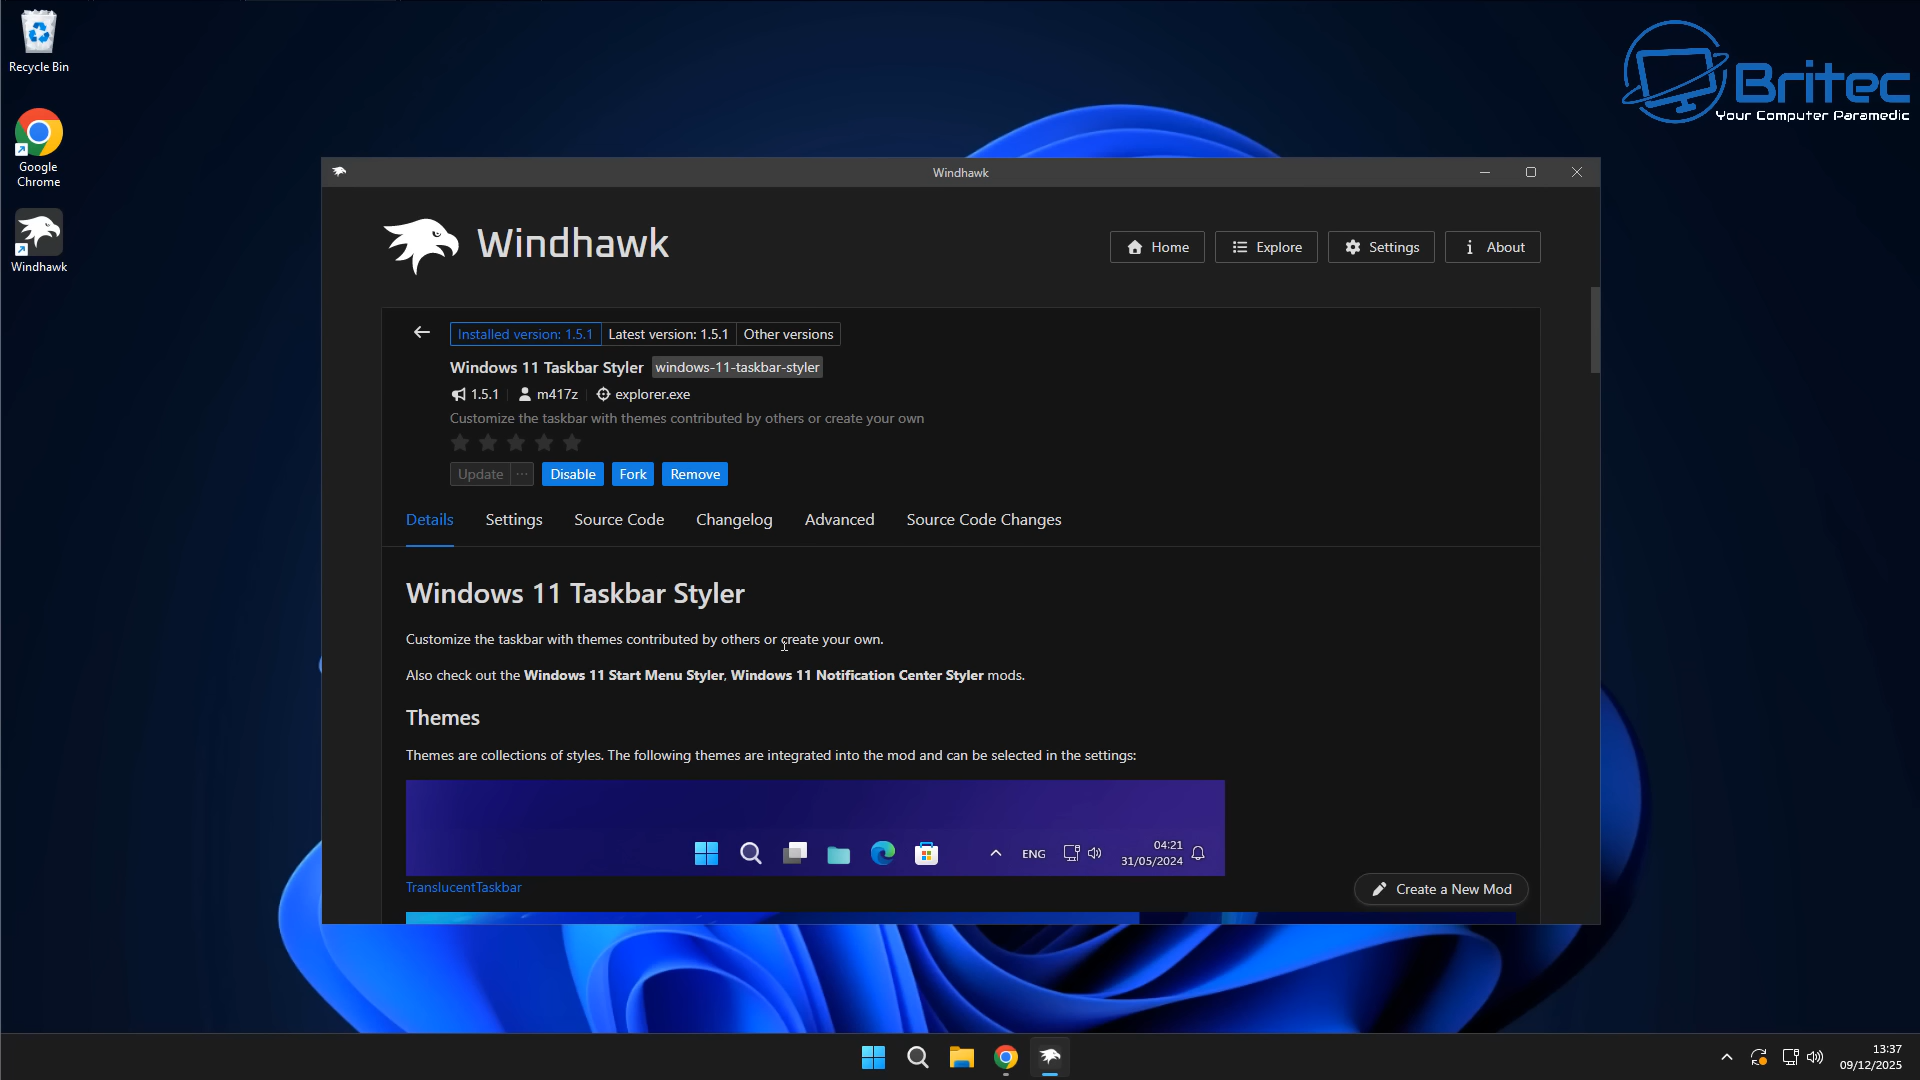 Recycle Bin
Google
Chrome
Windhawk
Britec
Your Computer Paramedic
Windhawk
Windhawk
Home
Explore
Settings
About
Installed version: 1.5.1
Latest version: 1.5.1
Other versions
Windows 11 Taskbar Styler
windows-11-taskbar-styler
1.5.1
m417z
explorer.exe
Customize the taskbar with themes contributed by others or create your own
Update
Disable
Fork
Remove
Details
Settings
Source Code
Changelog
Advanced
Source Code Changes
Windows 11 Taskbar Styler
Customize the taskbar with themes contributed by others or create your own.
Also check out the Windows 11 Start Menu Styler, Windows 11 Notification Center Styler mods.
Themes
Themes are collections of styles. The following themes are integrated into the mod and can be selected in the settings:
ENG
04:21
31/05/2024
TranslucentTaskbar
Create a New Mod
13:37
09/12/2025